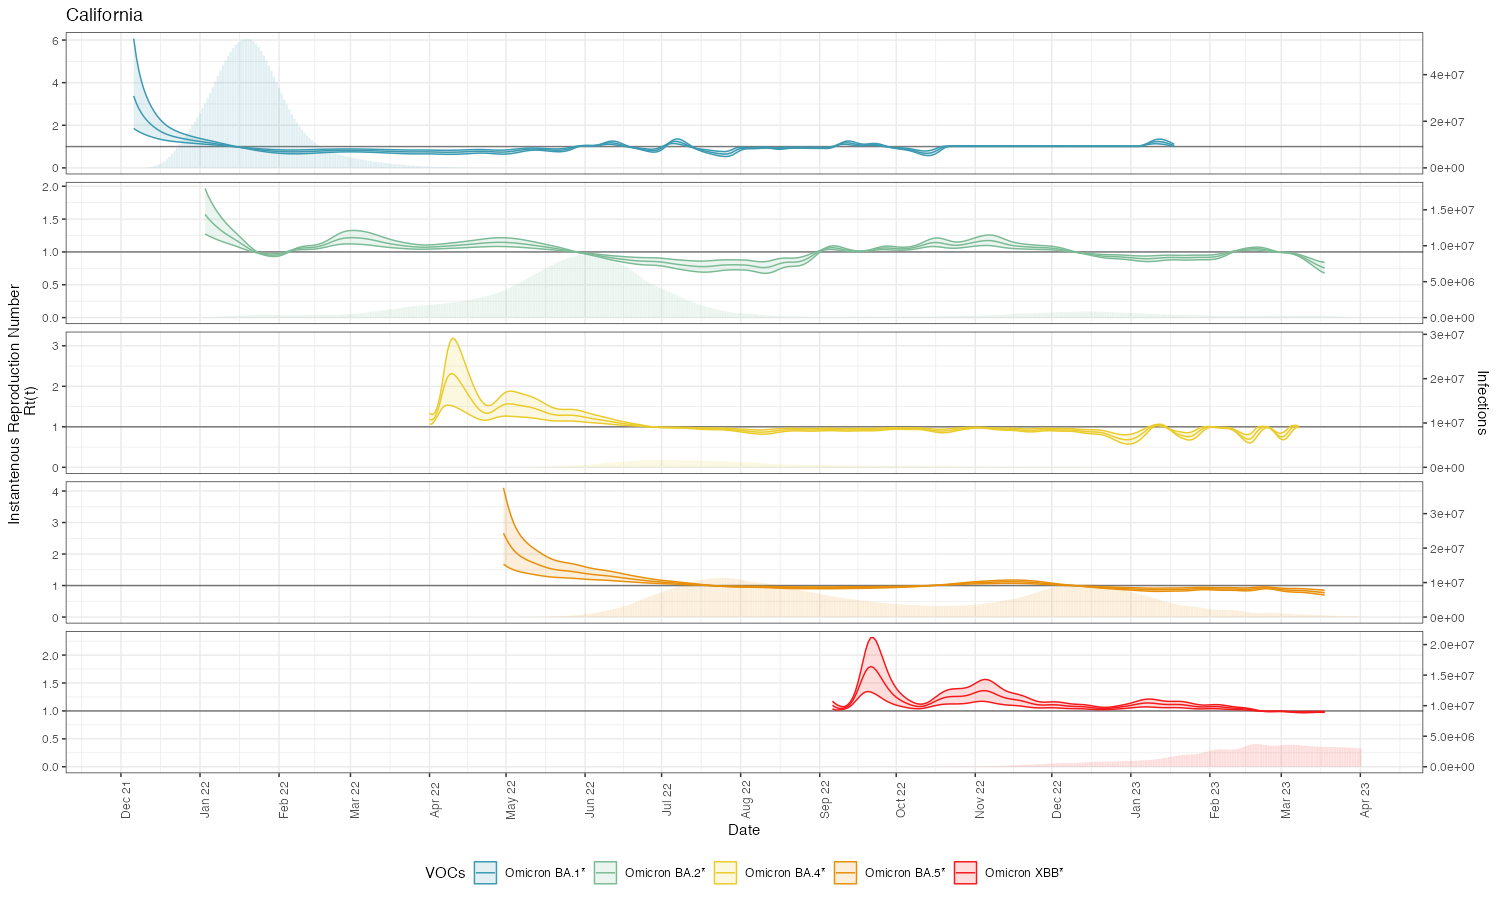 California
6
4
2
0
4e+07
2e+07
0e+00
2.0
1.5
1.0
0.5
0.0
1.5e+07
1.0e+07
5.0e+06
0.0e+00
3
2
1
0
3e+07
2e+07
1e+07
0e+00
4
3
2
1
0
3e+07
2e+07
1e+07
0e+00
2.0
1.5
1.0
0.5
0.0
2.0e+07
1.5e+07
1.0e+07
5.0e+06
0.0e+00
Instantenous Reproduction Number
Rt(t)
Infections
Dec 21
Jan 22
Feb 22
Mar 22
Apr 22
May 22
Jun 22
Jul 22
Aug 22
Sep 22
Oct 22
Nov 22
Dec 22
Jan 23
Feb 23
Mar 23
Apr 23
Date
VOCs Omicron BA.1* Omicron BA.2* Omicron BA.4* Omicron BA.5* Omicron XBB*